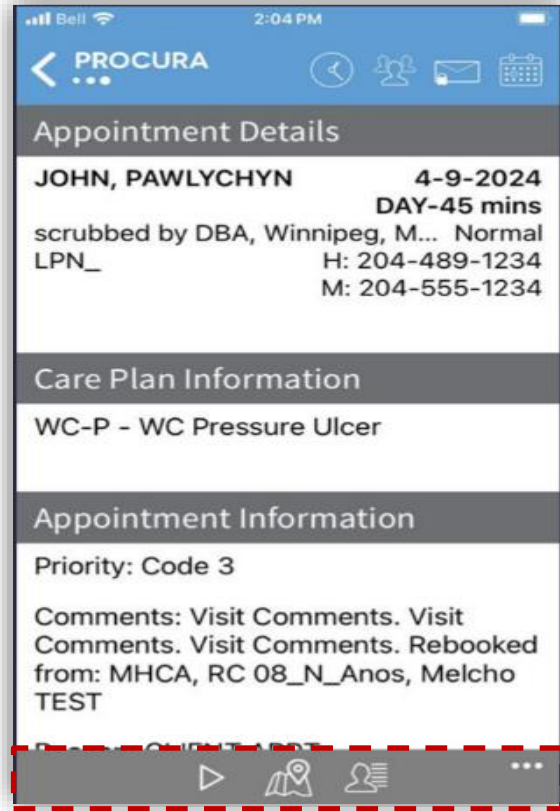 Bell 2:04 PM
PROCURA
Appointment Details
JOHN, PAWLYCHYN 4-9-2024
DAY-45 mins
scrubbed by DBA, Winnipeg, M... Normal
LPN_ H: 204-489-1234
M: 204-555-1234
Care Plan Information
WC-P - WC Pressure Ulcer
Appointment Information
Priority: Code 3
Comments: Visit Comments. Visit
Comments. Visit Comments. Rebooked
from: MHCA, RC 08_N_Anos, Melcho
TEST